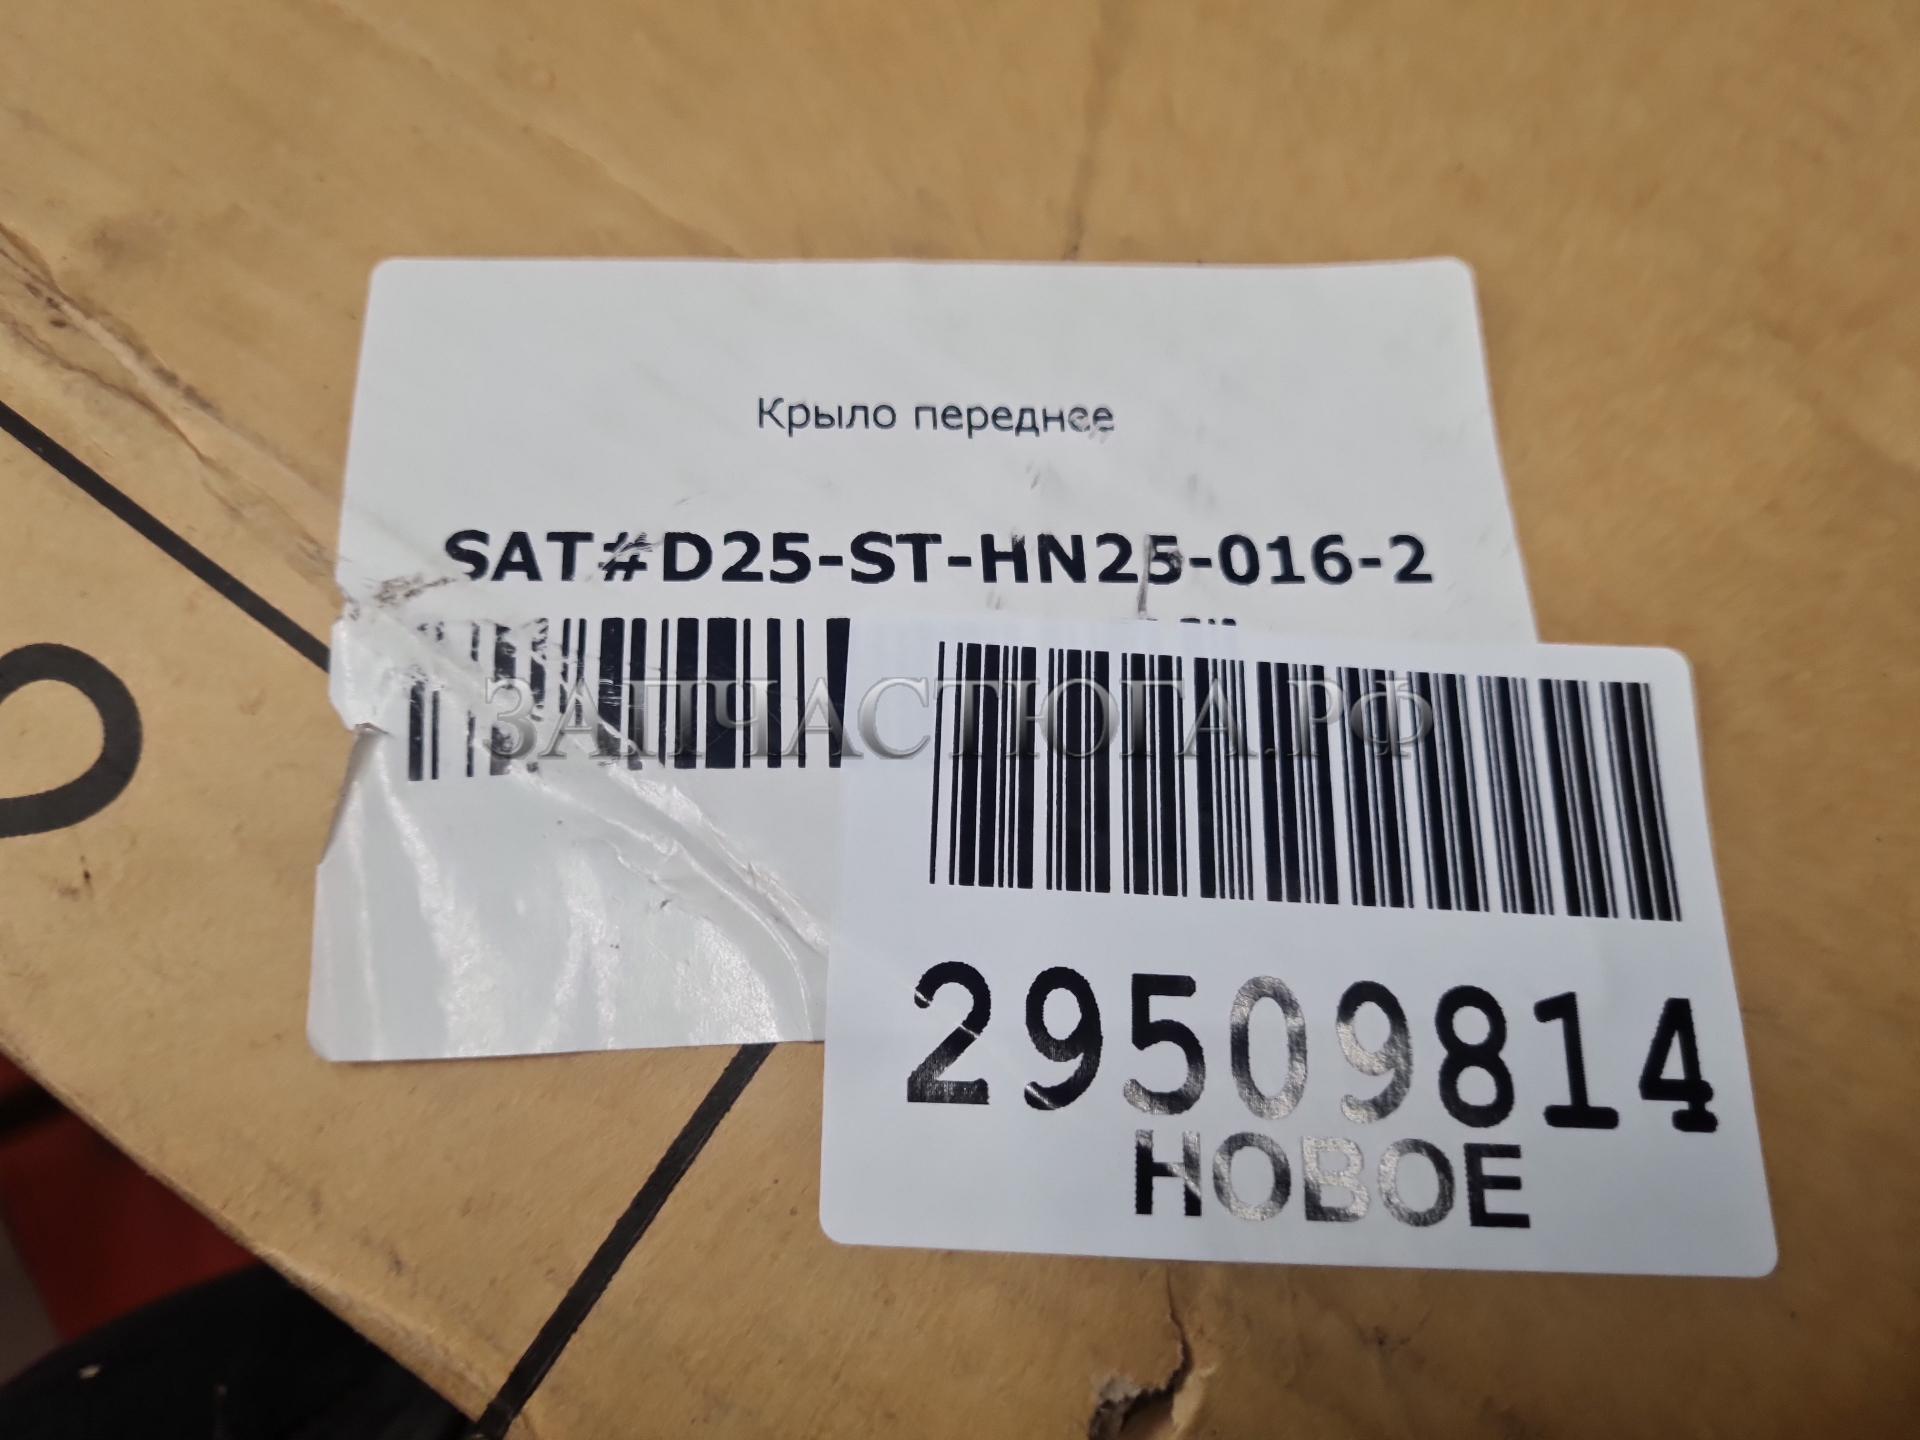 Крыло переднее
SAT#D25-ST-HN25-016-2
ЗАПЧАСТЮГА.РФ
29509814
НОВОЕ